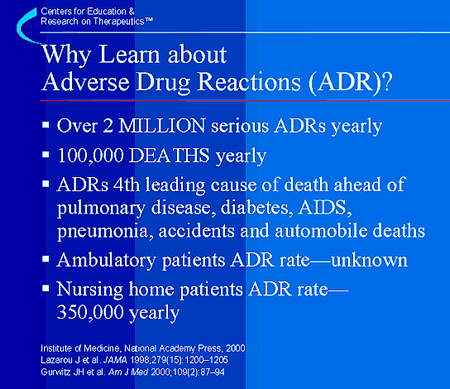 Centers for Education &
Research on Therapeutics™
Why Learn about
Adverse Drug Reactions (ADR)?
▪ Over 2 MILLION serious ADRs yearly
▪ 100,000 DEATHS yearly
▪ ADRs 4th leading cause of death ahead of
pulmonary disease, diabetes, AIDS,
pneumonia, accidents and automobile deaths
▪ Ambulatory patients ADR rate—unknown
▪ Nursing home patients ADR rate—
350,000 yearly
Institute of Medicine, National Academy Press, 2000
Lazarou J et al. JAMA 1998;279(15):1200–1205
Gurwitz JH et al. Am J Med 2000;109(2):87–94